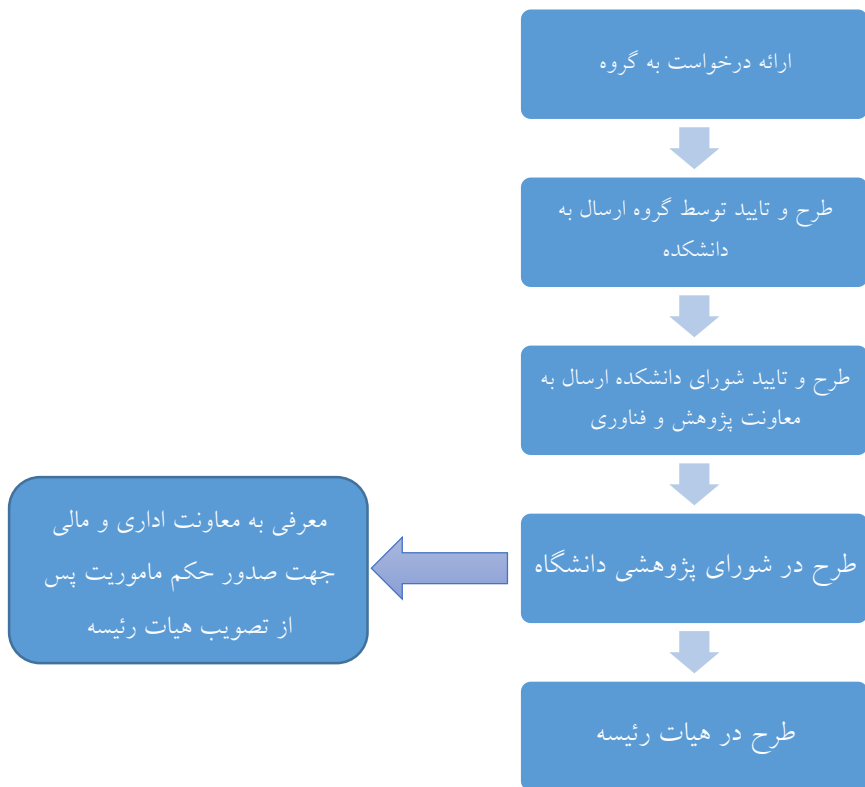 ارائه درخواست به گروه
طرح و تایید توسط گروه ارسال به
دانشکده
طرح و تایید شورای دانشکده ارسال به
معاونت پژوهش و فناوری
طرح در شورای پژوهشی دانشگاه
معرفی به معاونت اداری و مالی
جهت صدور حکم ماموریت پس
از تصویب هیات رئیسه
طرح در هیات رئیسه